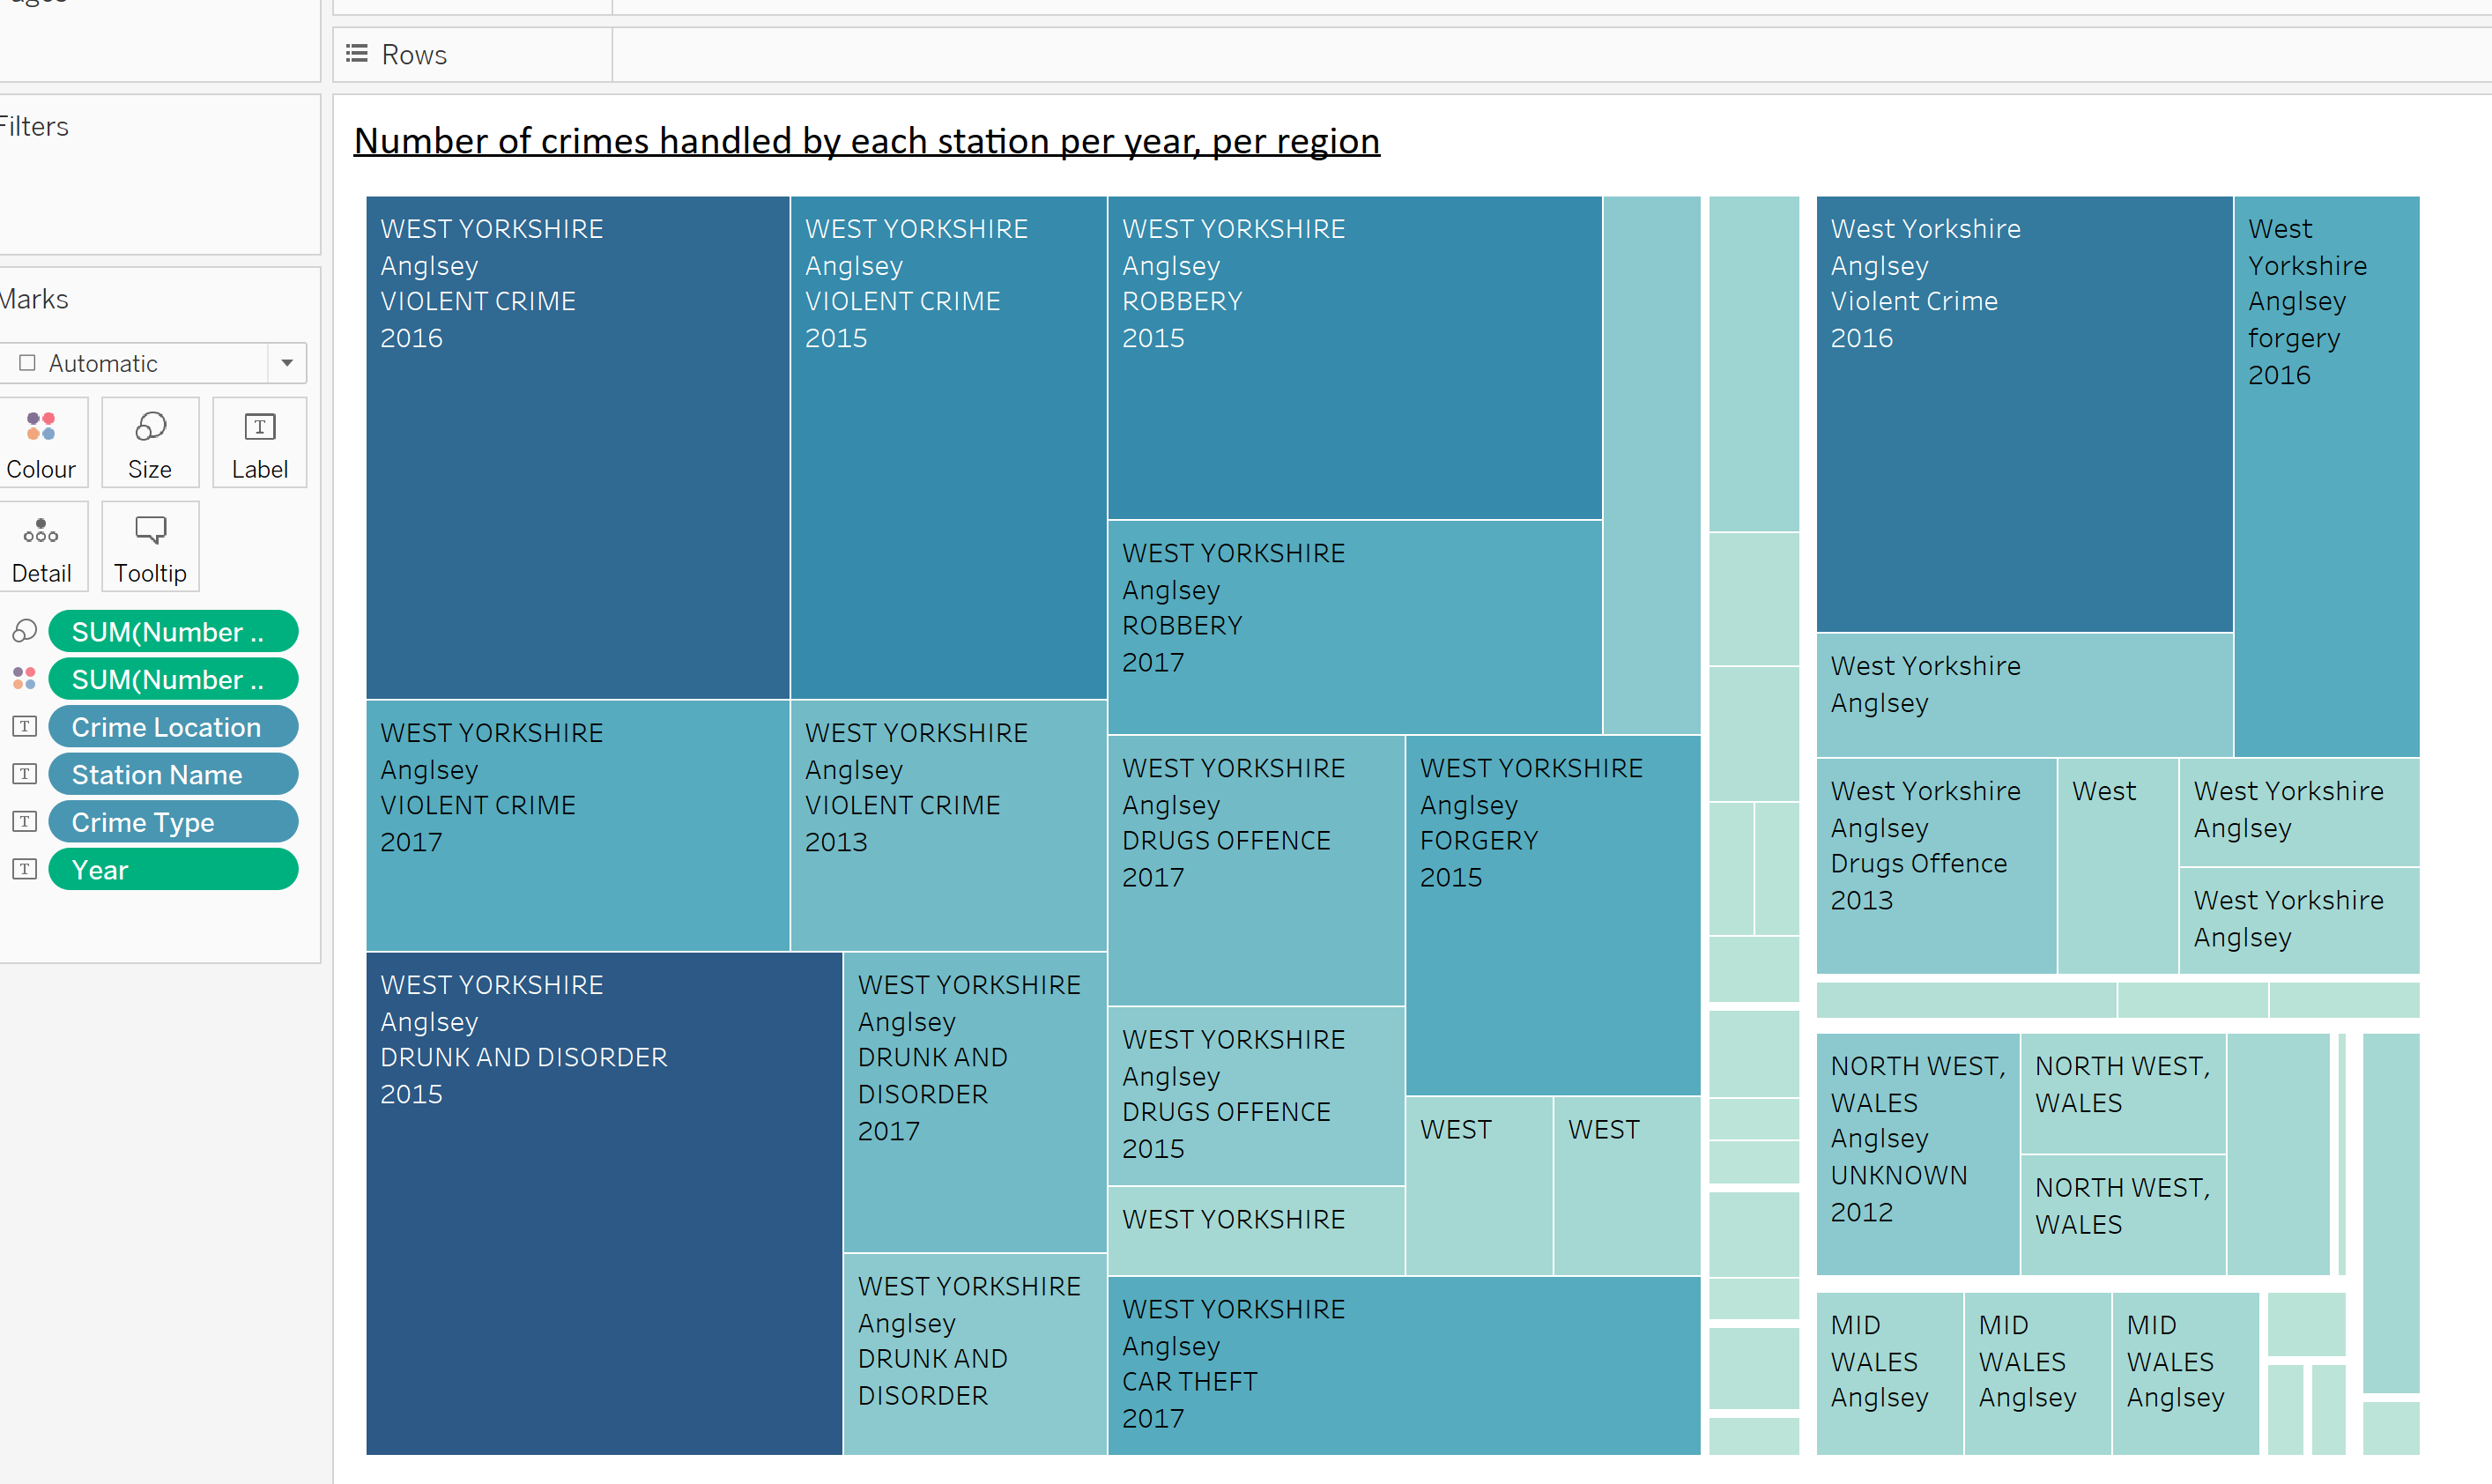 Rows
Filters
Marks
Automatic
Colour
Size
Label
Detail
Tooltip
SUM(Number ..
SUM(Number ..
Crime Location
Station Name
Crime Type
Year
Number of crimes handled by each station per year, per region
WEST YORKSHIRE
Anglsey
VIOLENT CRIME
2016
WEST YORKSHIRE
Anglsey
VIOLENT CRIME
2015
WEST YORKSHIRE
Anglsey
ROBBERY
2015
WEST YORKSHIRE
Anglsey
ROBBERY
2017
WEST YORKSHIRE
Anglsey
VIOLENT CRIME
2017
WEST YORKSHIRE
Anglsey
VIOLENT CRIME
2013
WEST YORKSHIRE
Anglsey
DRUGS OFFENCE
2017
WEST YORKSHIRE
Anglsey
FORGERY
2015
WEST YORKSHIRE
Anglsey
DRUNK AND DISORDER
2015
WEST YORKSHIRE
Anglsey
DRUNK AND
DISORDER
2017
WEST YORKSHIRE
Anglsey
DRUGS OFFENCE
2015
WEST
WEST
WEST YORKSHIRE
WEST YORKSHIRE
Anglsey
DRUNK AND
DISORDER
WEST YORKSHIRE
Anglsey
CAR THEFT
2017
West Yorkshire
Anglsey
Violent Crime
2016
West
Yorkshire
Anglsey
forgery
2016
West Yorkshire
Anglsey
West Yorkshire
Anglsey
Drugs Offence
2013
West
West Yorkshire
Anglsey
West Yorkshire
Anglsey
NORTH WEST,
WALES
Anglsey
UNKNOWN
2012
NORTH WEST,
WALES
NORTH WEST,
WALES
MID
WALES
Anglsey
MID
WALES
Anglsey
MID
WALES
Anglsey